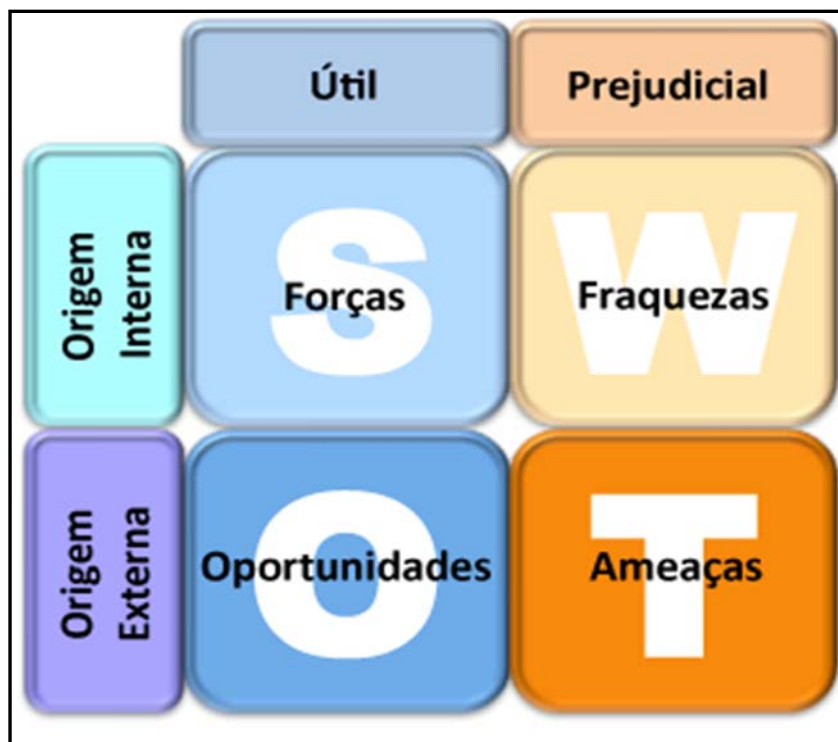 Útil
Prejudicial
Origem
Interna
S
Forças
W
Fraquezas
Origem
Externa
O
Oportunidades
T
Ameaças